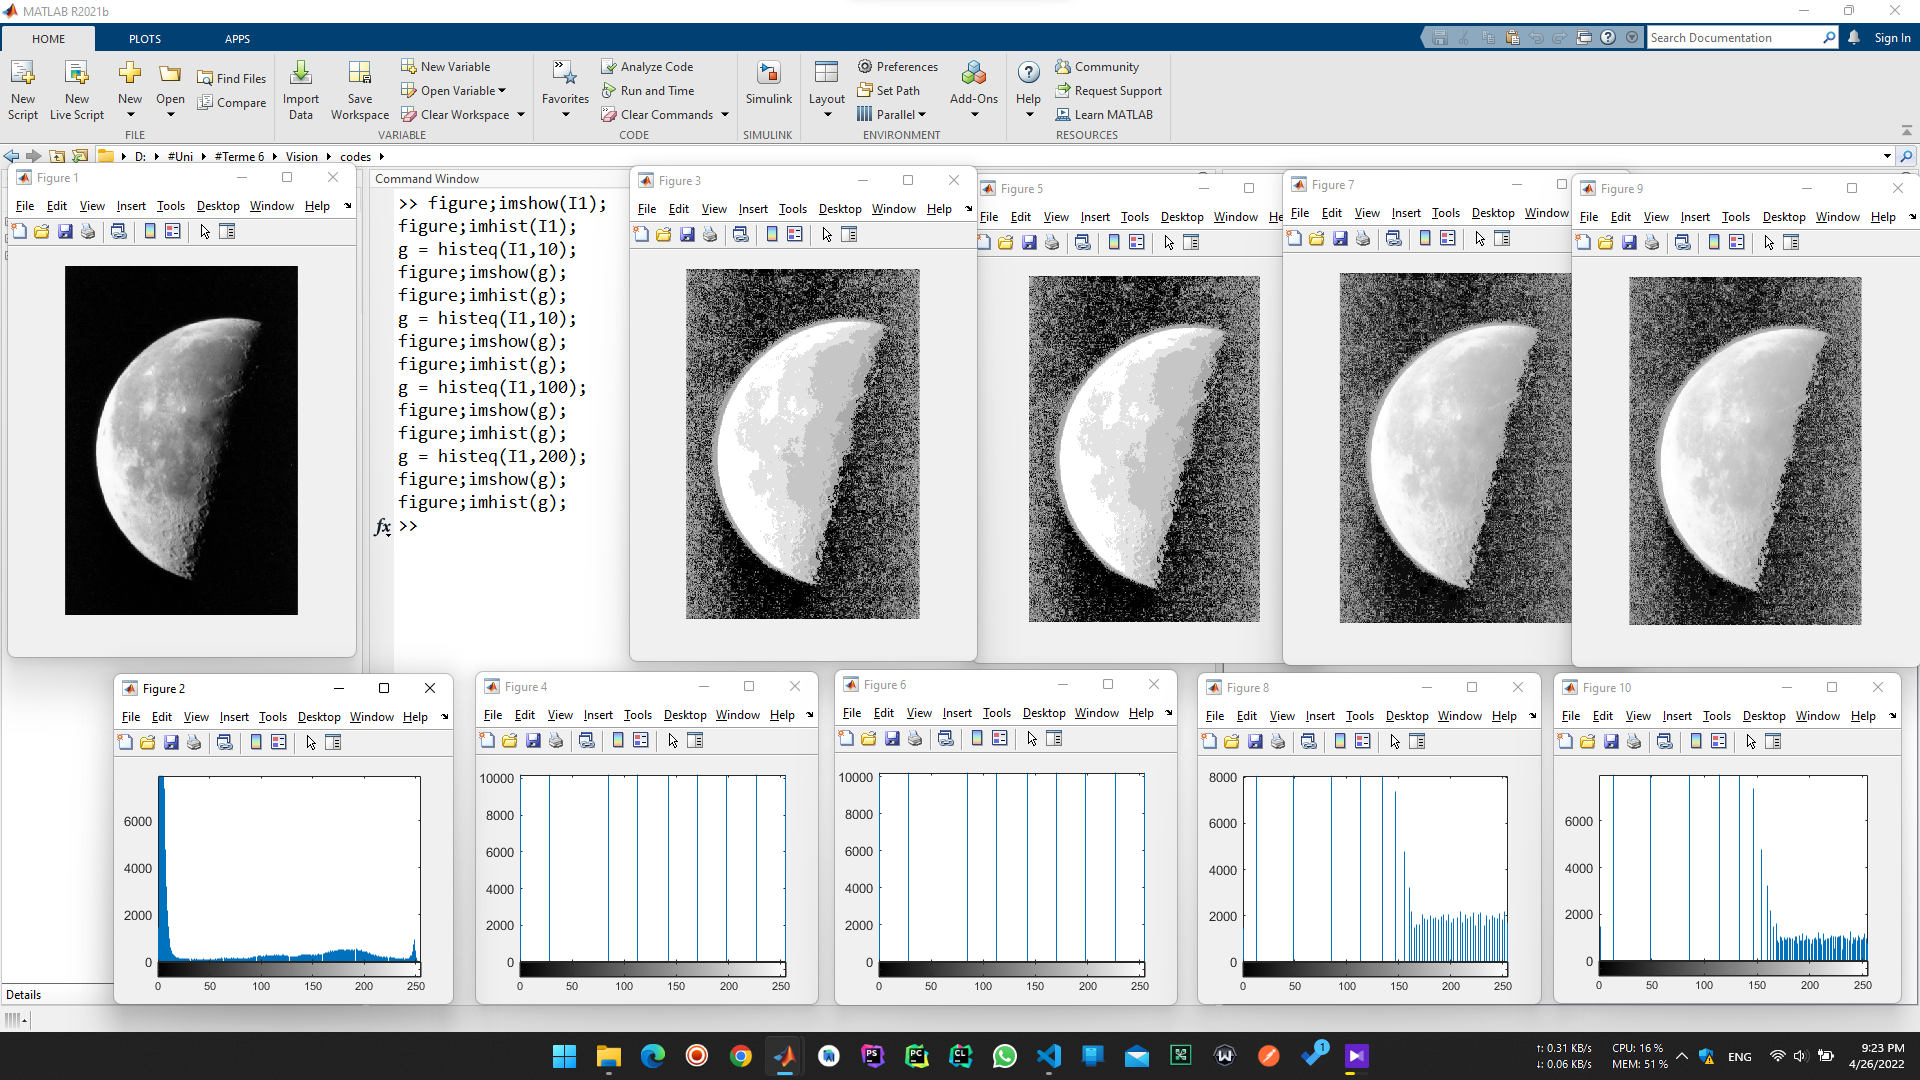 MATLAB R2021b
HOME PLOTS APPS
Search Documentation Sign In
New Script
New Live Script
New
Open
Find Files
Compare
FILE
Import Data
Save Workspace
New Variable
Open Variable
Clear Workspace
VARIABLE
Favorites
Analyze Code
Run and Time
Clear Commands
CODE
Simulink
SIMULINK
Layout
Preferences
Set Path
Parallel
Add-Ons
ENVIRONMENT
Help
Community
Request Support
Learn MATLAB
RESOURCES
D: #Uni #Terme 6 Vision codes
Figure 1
File Edit View Insert Tools Desktop Window Help
Command Window
>> figure;imshow(I1);
figure;imhist(I1);
g = histeq(I1,10);
figure;imshow(g);
figure;imhist(g);
g = histeq(I1,10);
figure;imshow(g);
figure;imhist(g);
g = histeq(I1,100);
figure;imshow(g);
figure;imhist(g);
g = histeq(I1,200);
figure;imshow(g);
figure;imhist(g);
fx >>
Figure 3
File Edit View Insert Tools Desktop Window Help
Figure 5
File Edit View Insert Tools Desktop Window He
Figure 7
File Edit View Insert Tools Desktop Window
Figure 9
File Edit View Insert Tools Desktop Window Help
Figure 2
File Edit View Insert Tools Desktop Window Help
6000
4000
2000
0
0 50 100 150 200 250
Figure 4
File Edit View Insert Tools Desktop Window Help
10000
8000
6000
4000
2000
0
0 50 100 150 200 250
Figure 6
File Edit View Insert Tools Desktop Window Help
10000
8000
6000
4000
2000
0
0 50 100 150 200 250
Figure 8
File Edit View Insert Tools Desktop Window Help
8000
6000
4000
2000
0
0 50 100 150 200 250
Figure 10
File Edit View Insert Tools Desktop Window Help
6000
4000
2000
0
0 50 100 150 200 250
Details
PS
PC
CL
1
↑: 0.31 KB/s
↓: 0.06 KB/s
CPU: 16 %
MEM: 51 %
ENG
9:23 PM
4/26/2022